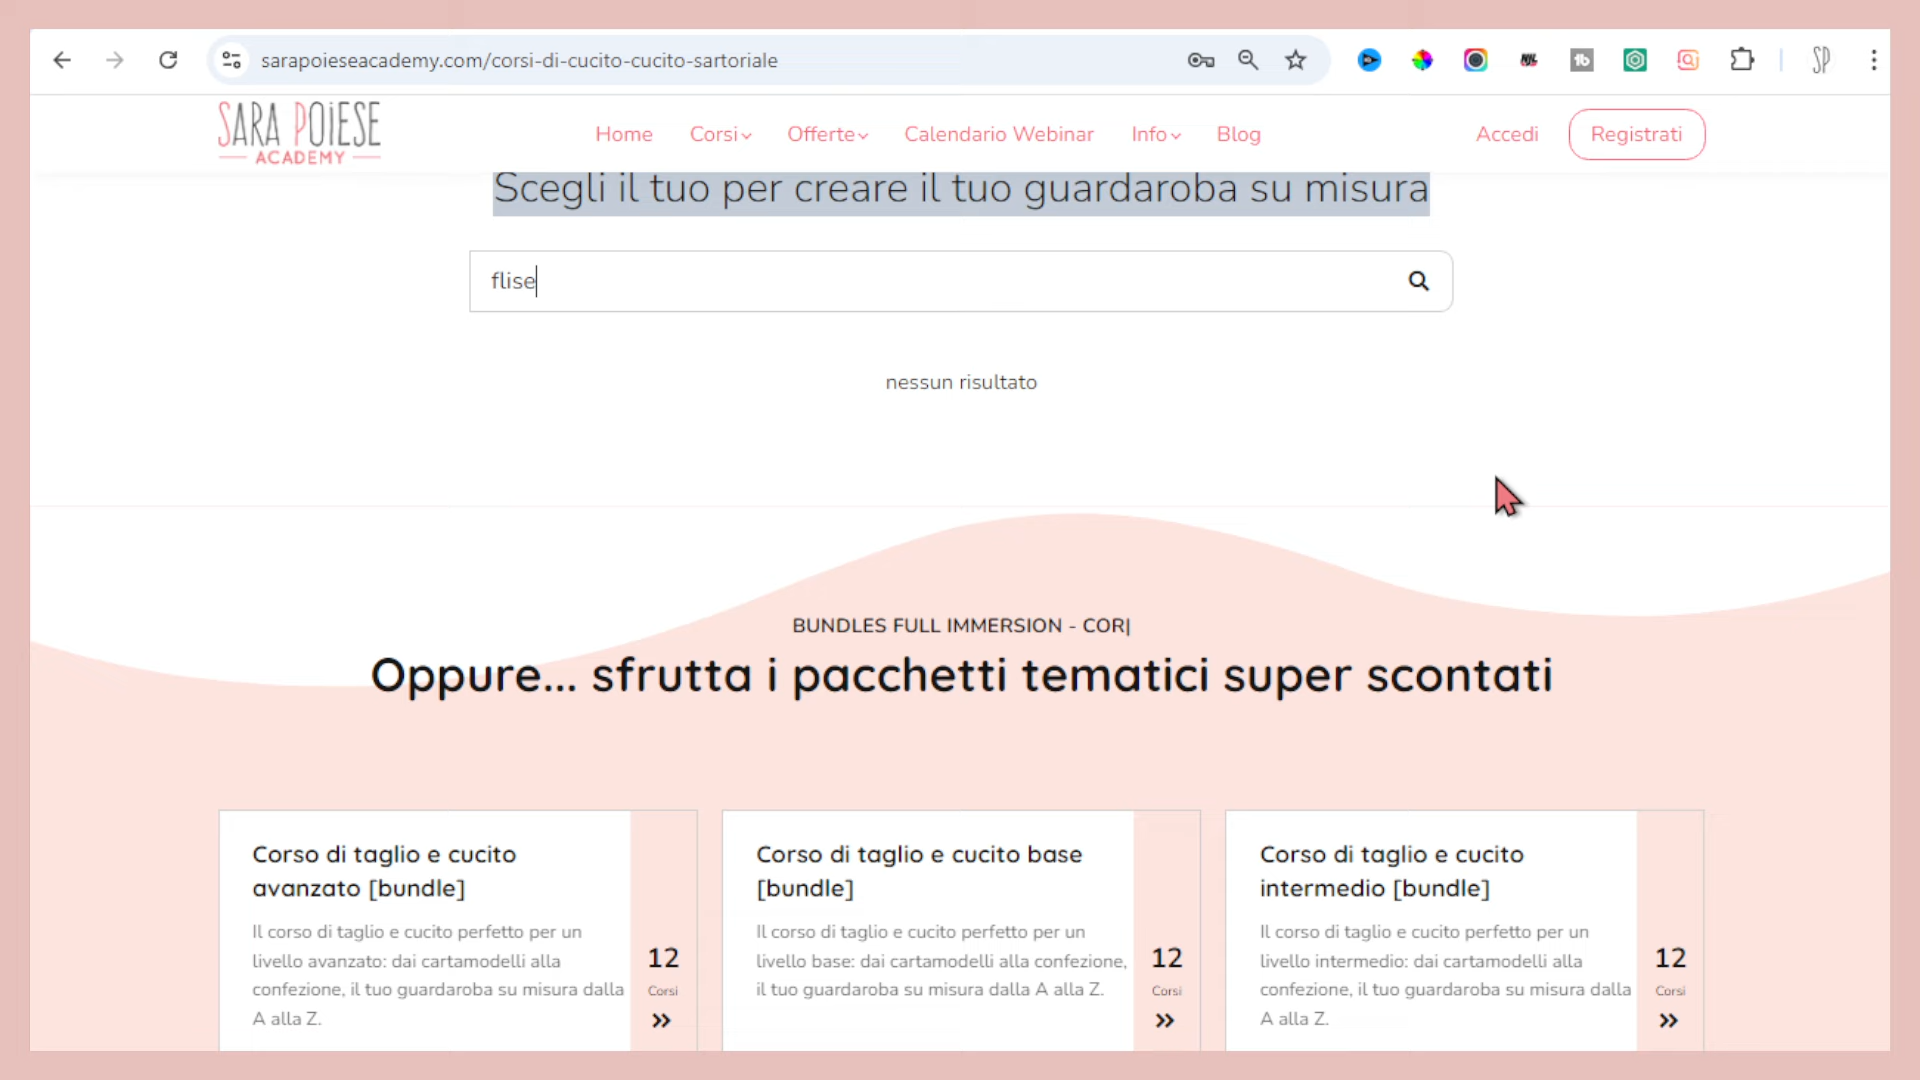 sarapoieseacademy.com/corsi-di-cucito-cucito-sartoriale
SP
SARA POIESE
ACADEMY
Home
Corsi
Offerte
Calendario Webinar
Info
Blog
Accedi
Registrati
Scegli il tuo per creare il tuo guardaroba su misura
flise
nessun risultato
BUNDLES FULL IMMERSION - COR|
Oppure... sfrutta i pacchetti tematici super scontati
Corso di taglio e cucito
avanzato [bundle]
Il corso di taglio e cucito perfetto per un
livello avanzato: dai cartamodelli alla
confezione, il tuo guardaroba su misura dalla
A alla Z.
12
Corsi
Corso di taglio e cucito base
[bundle]
Il corso di taglio e cucito perfetto per un
livello base: dai cartamodelli alla confezione,
il tuo guardaroba su misura dalla A alla Z.
12
Corsi
Corso di taglio e cucito
intermedio [bundle]
Il corso di taglio e cucito perfetto per un
livello intermedio: dai cartamodelli alla
confezione, il tuo guardaroba su misura dalla
A alla Z.
12
Corsi